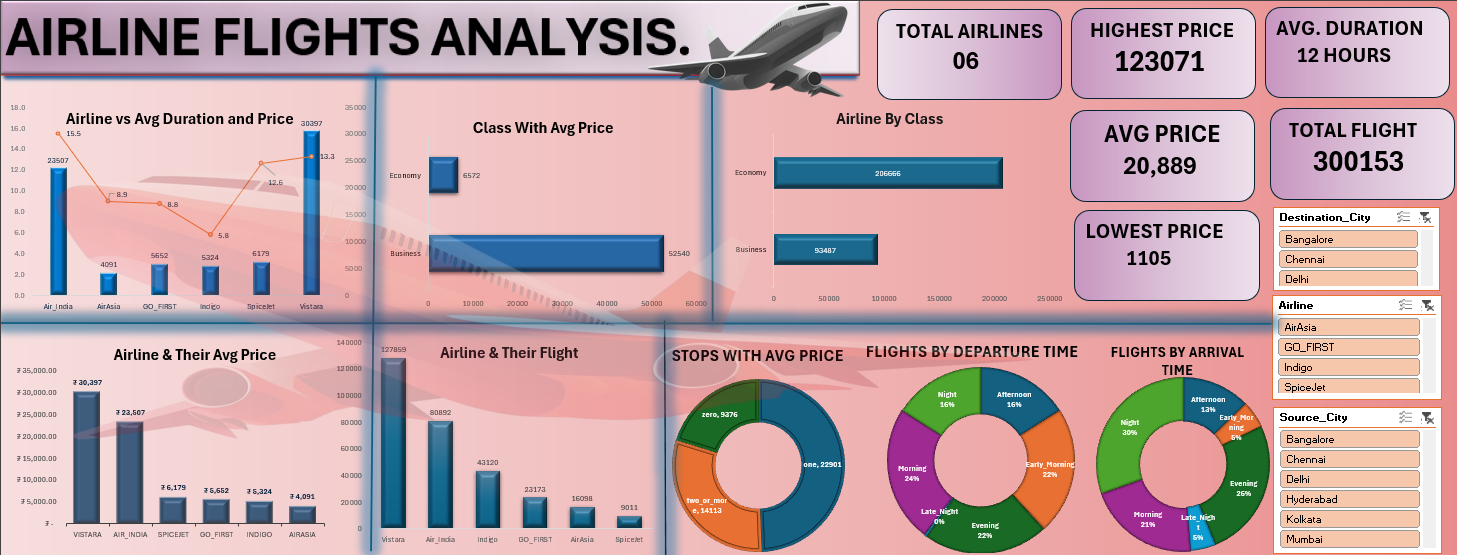 AIRLINE FLIGHTS ANALYSIS.
TOTAL AIRLINES
06
HIGHEST PRICE
123071
AVG. DURATION
12 HOURS
AVG PRICE
20,889
TOTAL FLIGHT
300153
LOWEST PRICE
1105
Airline vs Avg Duration and Price
18.0
16.0
14.0
12.0
10.0
8.0
6.0
4.0
2.0
0.0
35000
30000
25000
20000
15000
10000
5000
0
15.5
8.9
8.8
5.8
12.6
13.3
23507
4091
5652
5324
6179
30397
Air_India
AirAsia
GO_FIRST
Indigo
SpiceJet
Vistara
Class With Avg Price
Economy
6572
Business
52540
0
10000
20000
30000
40000
50000
60000
Airline By Class
Economy
206666
Business
93487
0
50000
100000
150000
200000
250000
Destination_City
Bangalore
Chennai
Delhi
Airline
AirAsia
GO_FIRST
Indigo
SpiceJet
Source_City
Bangalore
Chennai
Delhi
Hyderabad
Kolkata
Mumbai
Airline & Their Avg Price
₹ 35,000.00
₹ 30,000.00
₹ 25,000.00
₹ 20,000.00
₹ 15,000.00
₹ 10,000.00
₹ 5,000.00
₹ -
₹ 30,397
₹ 23,507
₹ 6,179
₹ 5,652
₹ 5,324
₹ 4,091
VISTARA
AIR_INDIA
SPICEJET
GO_FIRST
INDIGO
AIRASIA
Airline & Their Flight
140000
120000
100000
80000
60000
40000
20000
0
127859
80892
43120
23173
16098
9011
Vistara
Air_India
Indigo
GO_FIRST
AirAsia
SpiceJet
STOPS WITH AVG PRICE
zero, 9376
one, 22901
two_or_mor
e, 14113
FLIGHTS BY DEPARTURE TIME
Night
16%
Afternoon
16%
Early_Morning
22%
Evening
22%
Late_Night
0%
Morning
24%
FLIGHTS BY ARRIVAL
TIME
Afternoon
13%
Early_Mor
ning
5%
Evening
26%
Late_Nigh
t
5%
Morning
21%
Night
30%